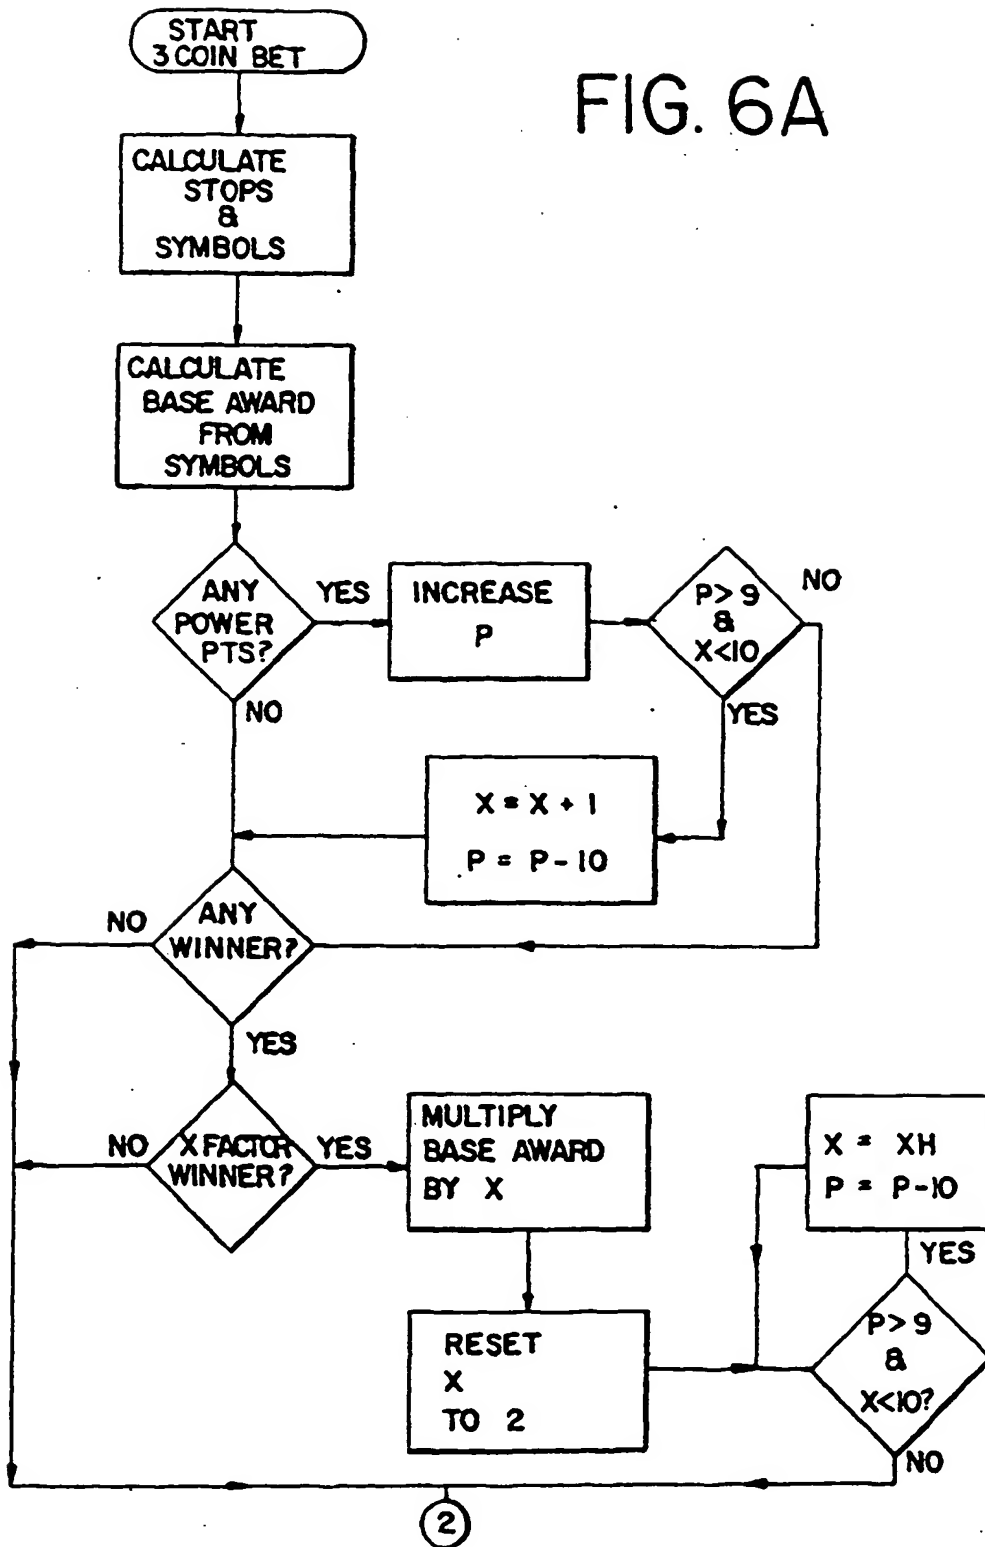 START
3 COIN BET
FIG. 6A
CALCULATE
STOPS
&
SYMBOLS
CALCULATE
BASE AWARD
FROM
SYMBOLS
ANY
POWER
PTS?
YES
NO
INCREASE
P
P > 9
&
X<10
NO
YES
X = X + 1
P = P - 10
ANY
WINNER?
NO
YES
X FACTOR
WINNER?
NO
YES
MULTIPLY
BASE AWARD
BY X
RESET
X
TO 2
X = XH
P = P-10
YES
P > 9
&
X<10?
NO
2